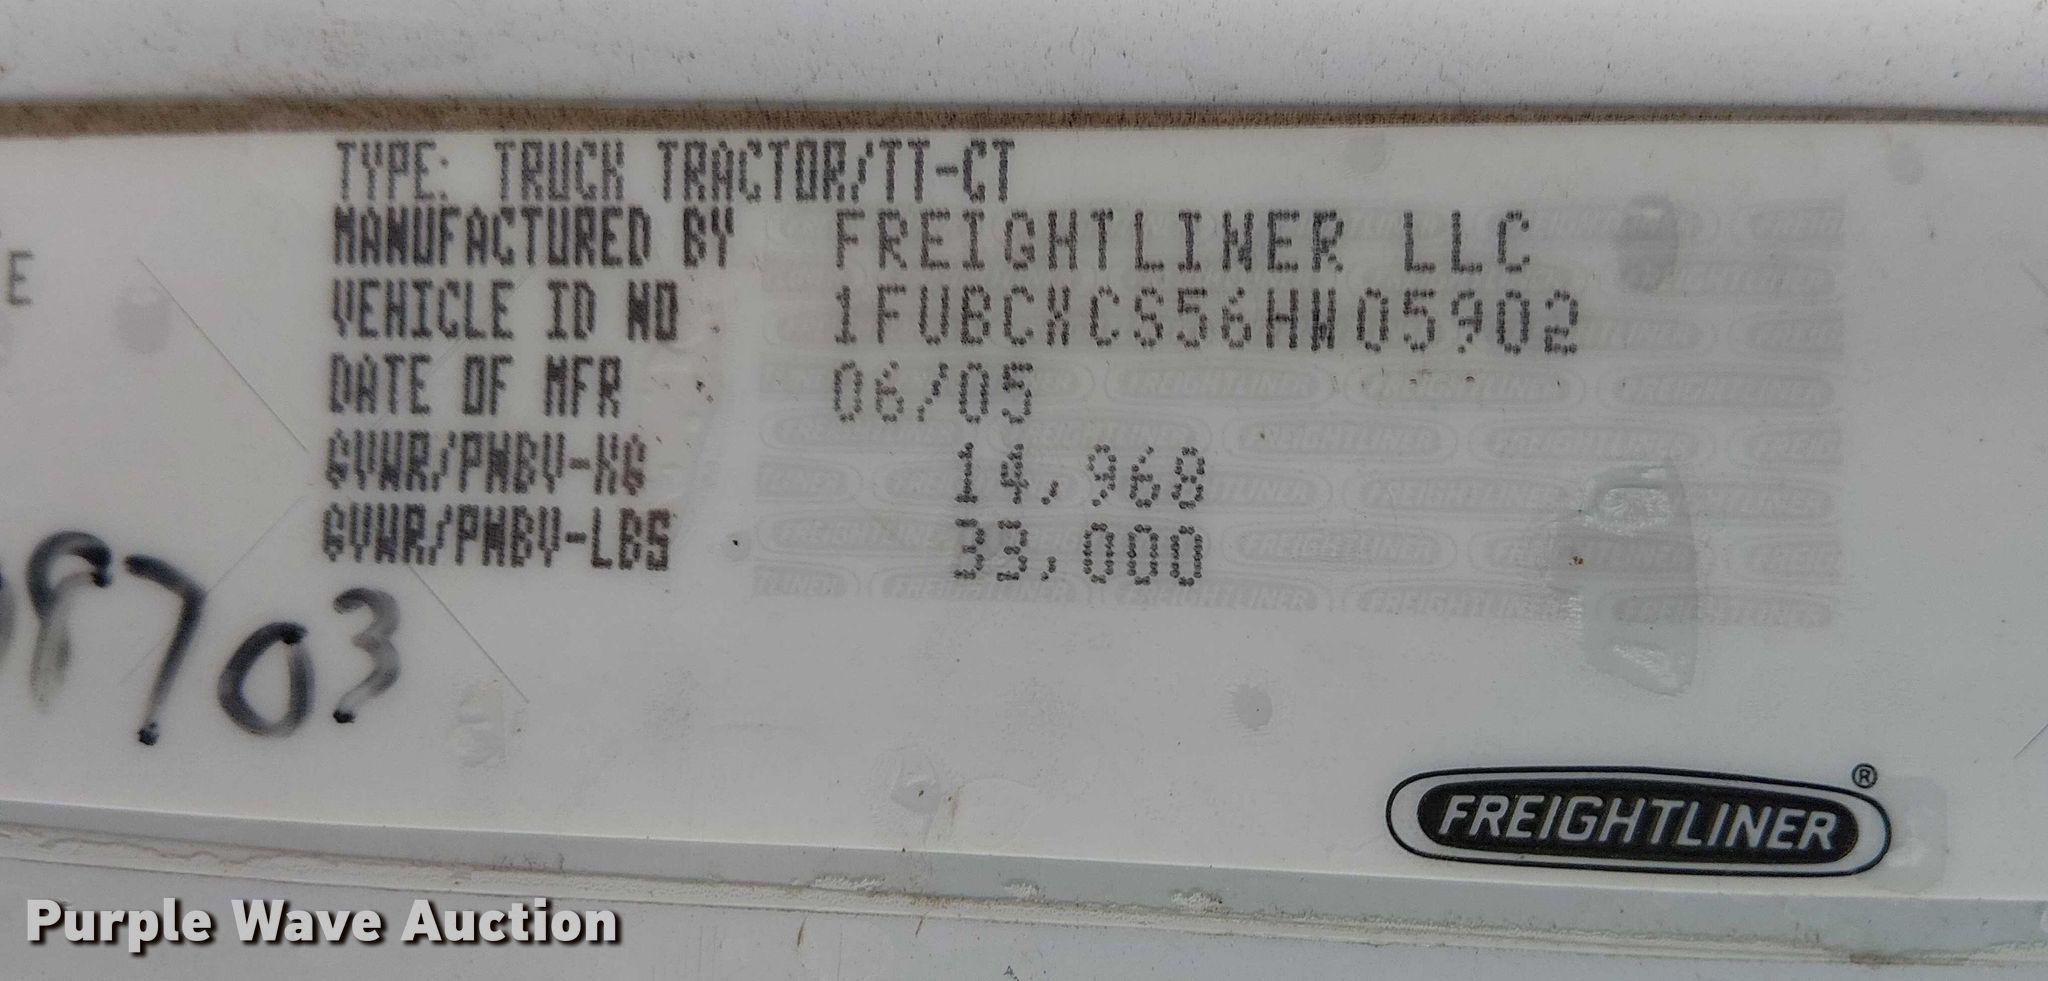 TYPE: TRUCK TRACTOR/TT-CT
MANUFACTURED BY FREIGHTLINER LLC
E
VEHICLE ID NO 1FUBCXCS56HW05902
DATE OF MFR 06/05
GVWR/PNBV-KG 14,968
GVWR/PNBV-LBS 33,000
703
FREIGHTLINER®
Purple Wave Auction